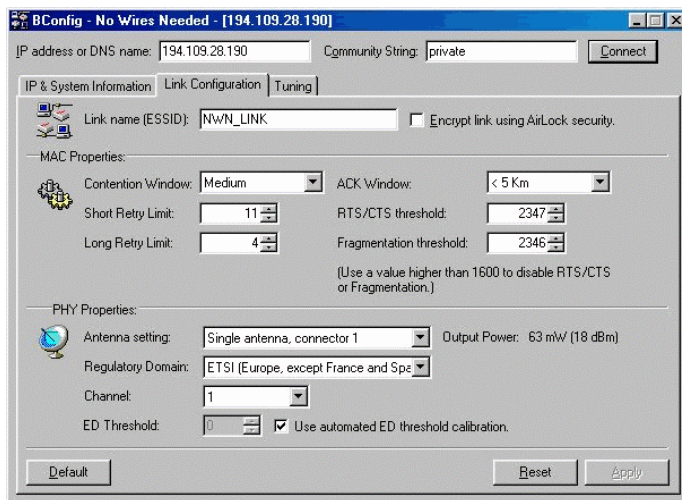 BConfig - No Wires Needed - [194.109.28.190]
IP address or DNS name: 194.109.28.190 Community String: private Connect
IP & System Information Link Configuration Tuning
Link name (ESSID): NWN_LINK Encrypt link using AirLock security.
MAC Properties:
Contention Window: Medium ACK Window: < 5 Km
Short Retry Limit: 11 RTS/CTS threshold: 2347
Long Retry Limit: 4 Fragmentation threshold: 2346
(Use a value higher than 1600 to disable RTS/CTS
or Fragmentation.)
PHY Properties:
Antenna setting: Single antenna, connector 1 Output Power: 63 mW (18 dBm)
Regulatory Domain: ETSI (Europe, except France and Spa
Channel: 1
ED Threshold: 0 Use automated ED threshold calibration.
Default Reset Apply